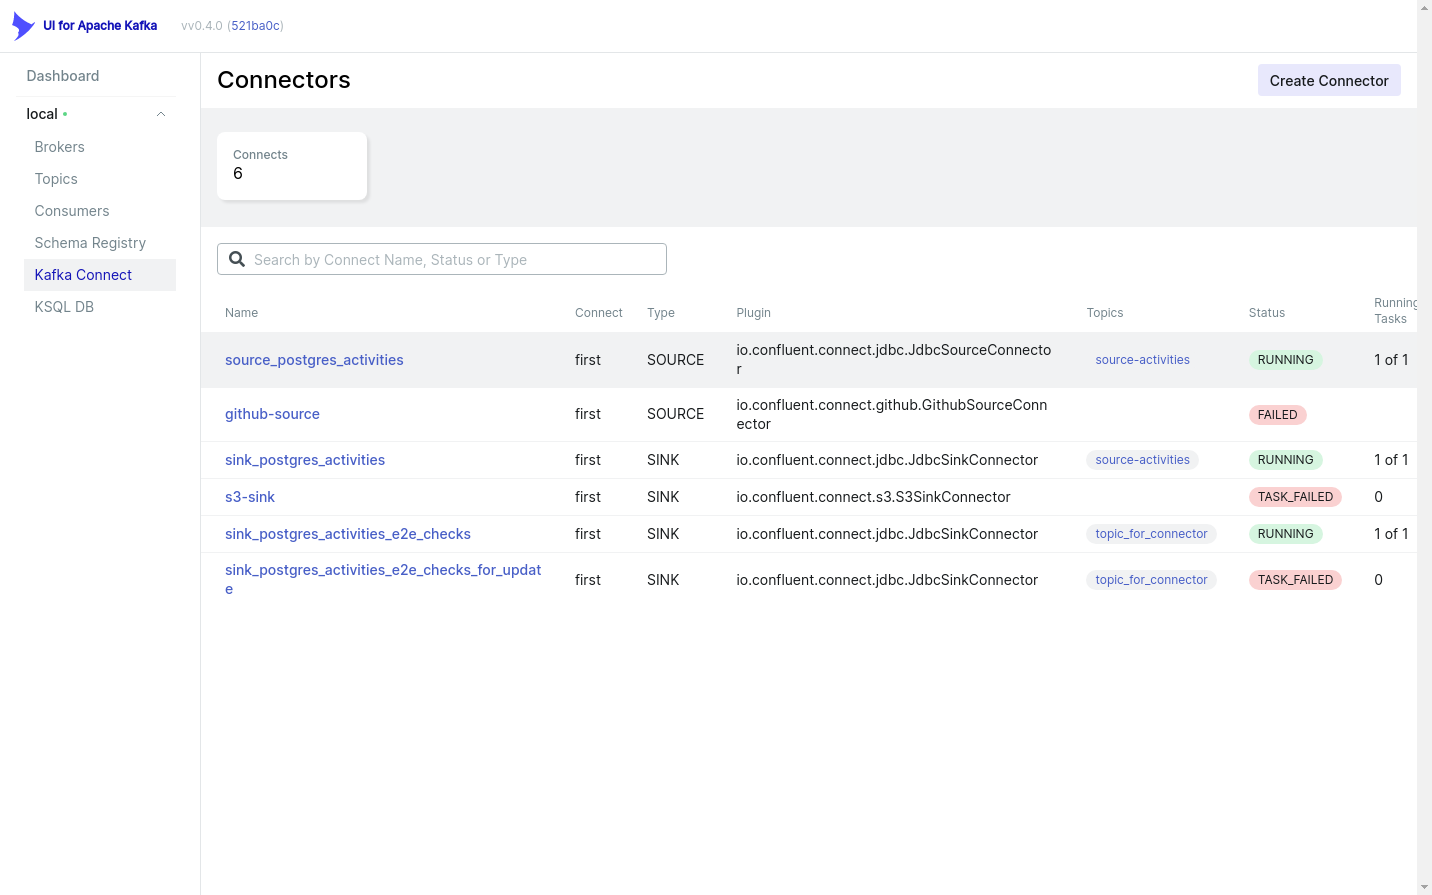 UI for Apache Kafka vv0.4.0 (521ba0c)
Dashboard
local
Brokers
Topics
Consumers
Schema Registry
Kafka Connect
KSQL DB
Connectors
Create Connector
Connects
6
Search by Connect Name, Status or Type
Name Connect Type Plugin Topics Status Running
Tasks
source_postgres_activities first SOURCE io.confluent.connect.jdbc.JdbcSourceConnecto
r source-activities RUNNING 1 of 1
github-source first SOURCE io.confluent.connect.github.GithubSourceConn
ector FAILED
sink_postgres_activities first SINK io.confluent.connect.jdbc.JdbcSinkConnector source-activities RUNNING 1 of 1
s3-sink first SINK io.confluent.connect.s3.S3SinkConnector TASK_FAILED 0
sink_postgres_activities_e2e_checks first SINK io.confluent.connect.jdbc.JdbcSinkConnector topic_for_connector RUNNING 1 of 1
sink_postgres_activities_e2e_checks_for_updat
e first SINK io.confluent.connect.jdbc.JdbcSinkConnector topic_for_connector TASK_FAILED 0